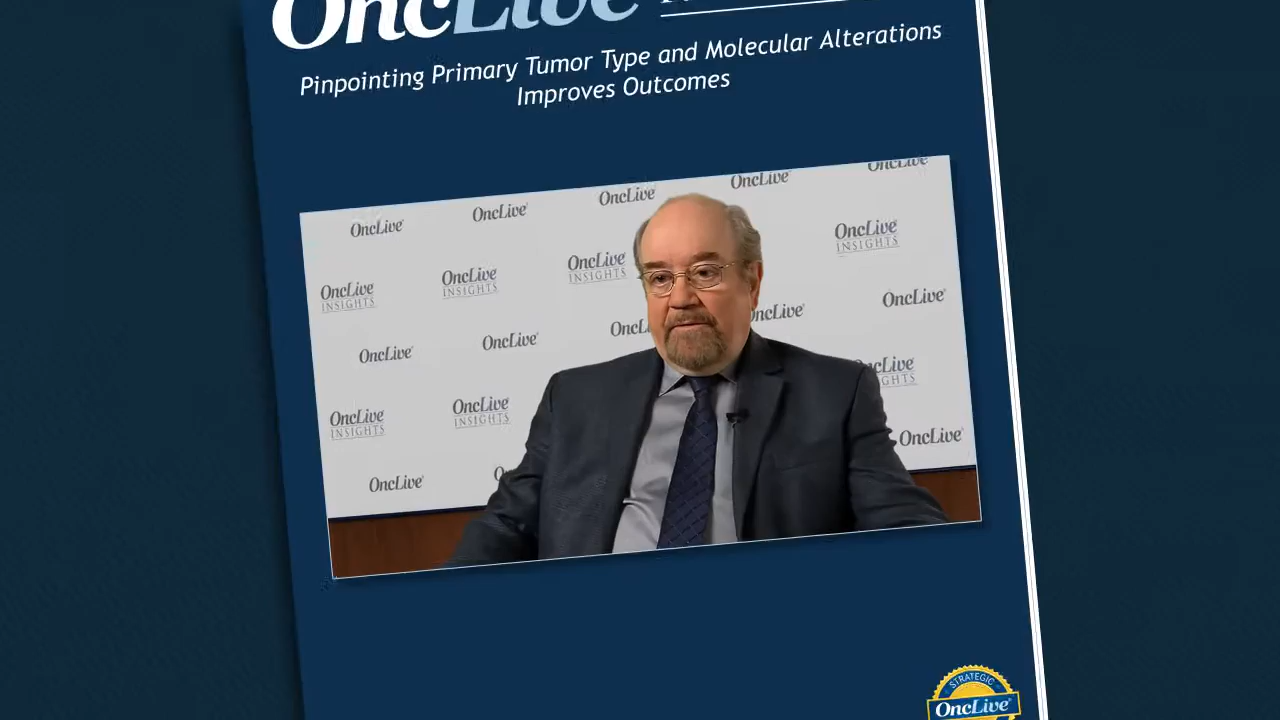 OncLive
Pinpointing Primary Tumor Type and Molecular Alterations
Improves Outcomes
OncLive® OncLive® OncLive® OncLive® OncLive®
OncLive® OncLive® OncLive® OncLive®
INSIGHTS INSIGHTS INSIGHTS INSIGHTS
OncLive® OncLive® OncLive® OncLive®
OncLive® OncLive® OncLive®
INSIGHTS INSIGHTS
OncLive® OncLive®
STRATEGIC
OncLive®